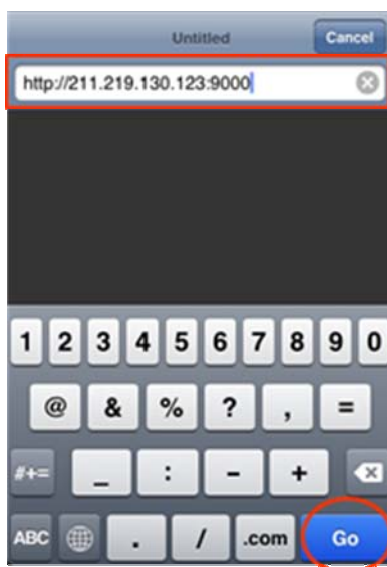 Untitled Cancel
http://211.219.130.123:9000
1 2 3 4 5 6 7 8 9 0
@ & % ? , =
#+= _ : - +
ABC . / .com Go